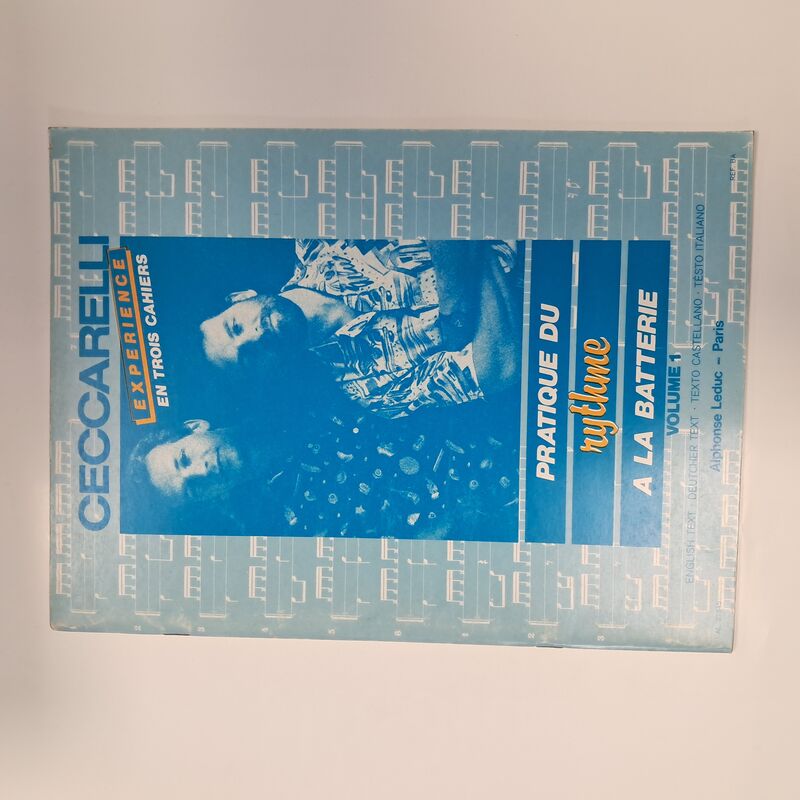 CECCARELLI
EXPERIENCE
EN TROIS CAHIERS
PRATIQUE DU
rythme
A LA BATTERIE
VOLUME 1
ENGLISH TEXT · DEUTCHER TEXT · TEXTO CASTELLANO · TESTO ITALIANO
Alphonse Leduc – Paris